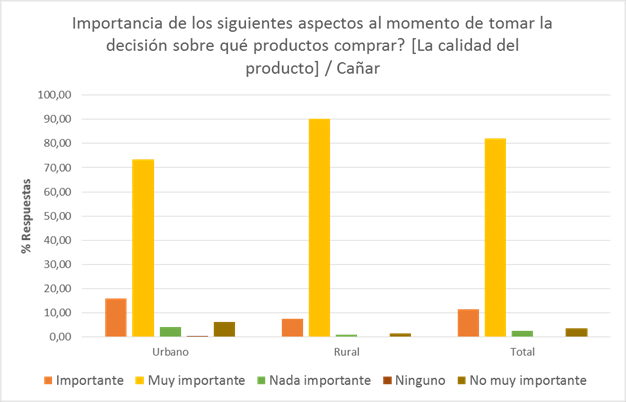 Importancia de los siguientes aspectos al momento de tomar la
decisión sobre qué productos comprar? [La calidad del
producto] / Cañar
100,00
90,00
80,00
70,00
60,00
50,00
40,00
30,00
20,00
10,00
0,00
% Respuestas
Urbano Rural Total
Importante Muy importante Nada importante Ninguno No muy importante